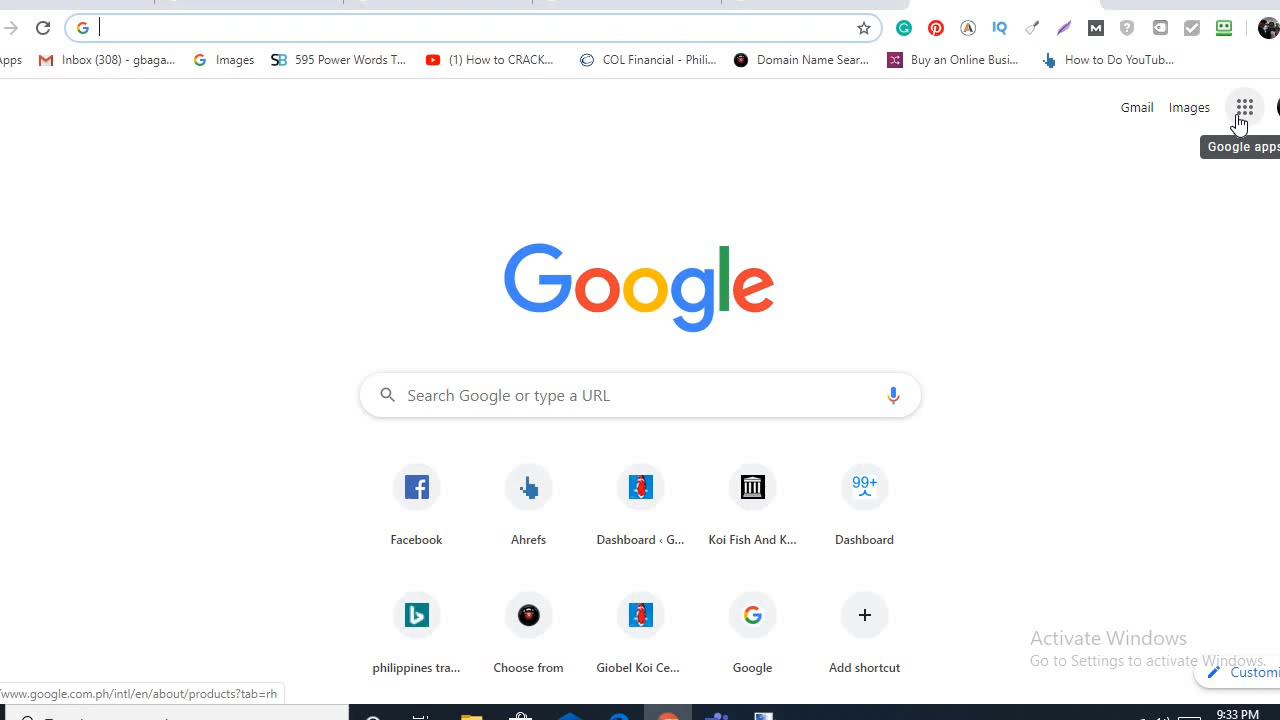 Apps
Inbox (308) - gbaga...
Images
SB
595 Power Words T...
(1) How to CRACK...
COL Financial - Phili...
Domain Name Sear...
Buy an Online Busi...
How to Do YouTub...
Gmail
Images
Google apps
Google
Search Google or type a URL
99+
Facebook
Ahrefs
Dashboard ‹ G...
Koi Fish And K...
Dashboard
philippines tra...
Choose from
Giobel Koi Ce...
Google
Add shortcut
Activate Windows
Go to Settings to activate Windows.
Customi
/www.google.com.ph/intl/en/about/products?tab=rh
9:33 PM